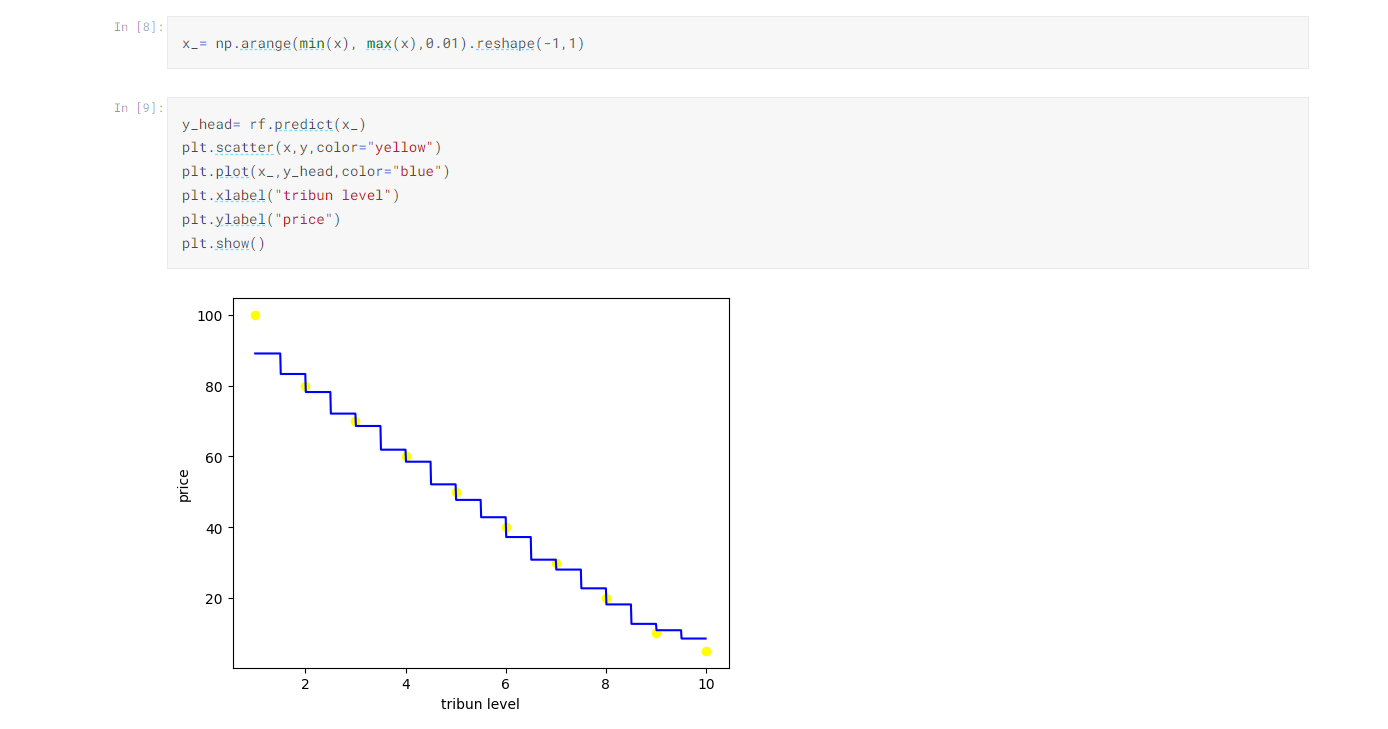 In [8]:
x_= np.arange(min(x), max(x),0.01).reshape(-1,1)
In [9]:
y_head= rf.predict(x_)
plt.scatter(x,y,color="yellow")
plt.plot(x_,y_head,color="blue")
plt.xlabel("tribun level")
plt.ylabel("price")
plt.show()
100
80
60
40
20
price
2 4 6 8 10
tribun level